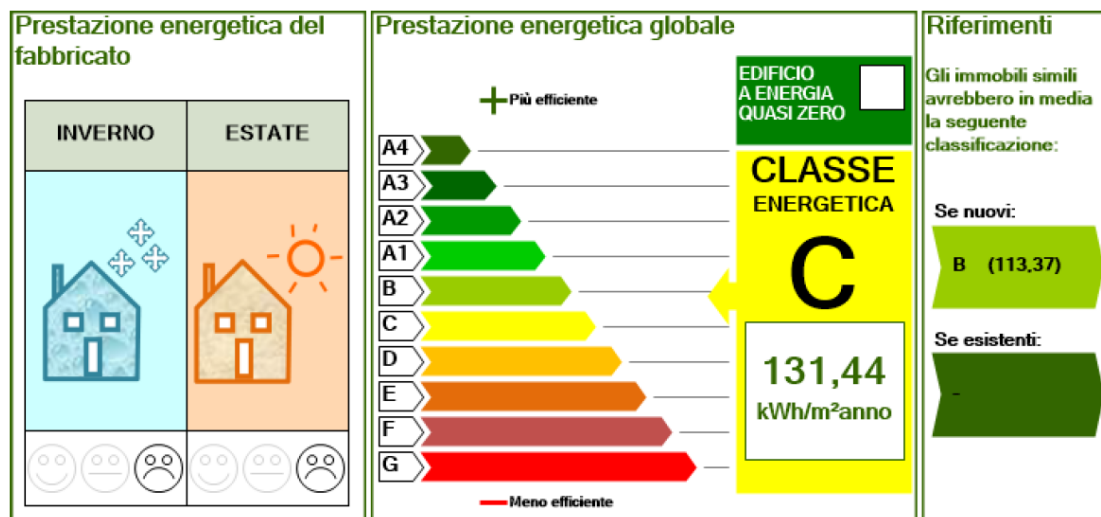 Prestazione energetica del
fabbricato
INVERNO
ESTATE
Prestazione energetica globale
Più efficiente
A4
A3
A2
A1
B
C
D
E
F
G
Meno efficiente
EDIFICIO
A ENERGIA
QUASI ZERO
CLASSE
ENERGETICA
C
131,44
kWh/m²anno
Riferimenti
Gli immobili simili
avrebbero in media
la seguente
classificazione:
Se nuovi:
B (113,37)
Se esistenti:
-